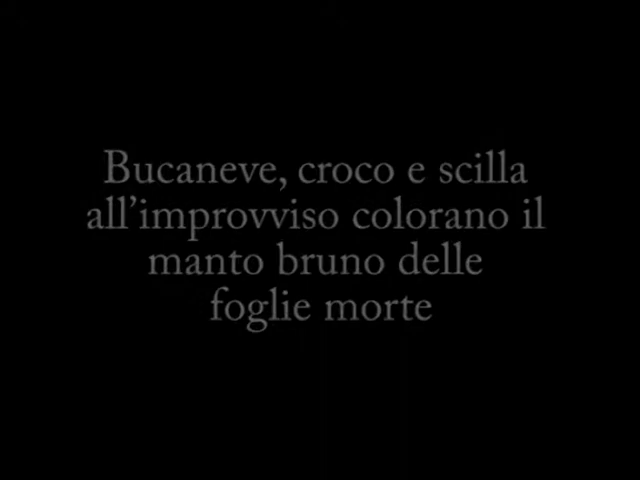 Bucaneve, croco e scilla
all’improvviso colorano il
manto bruno delle
foglie morte